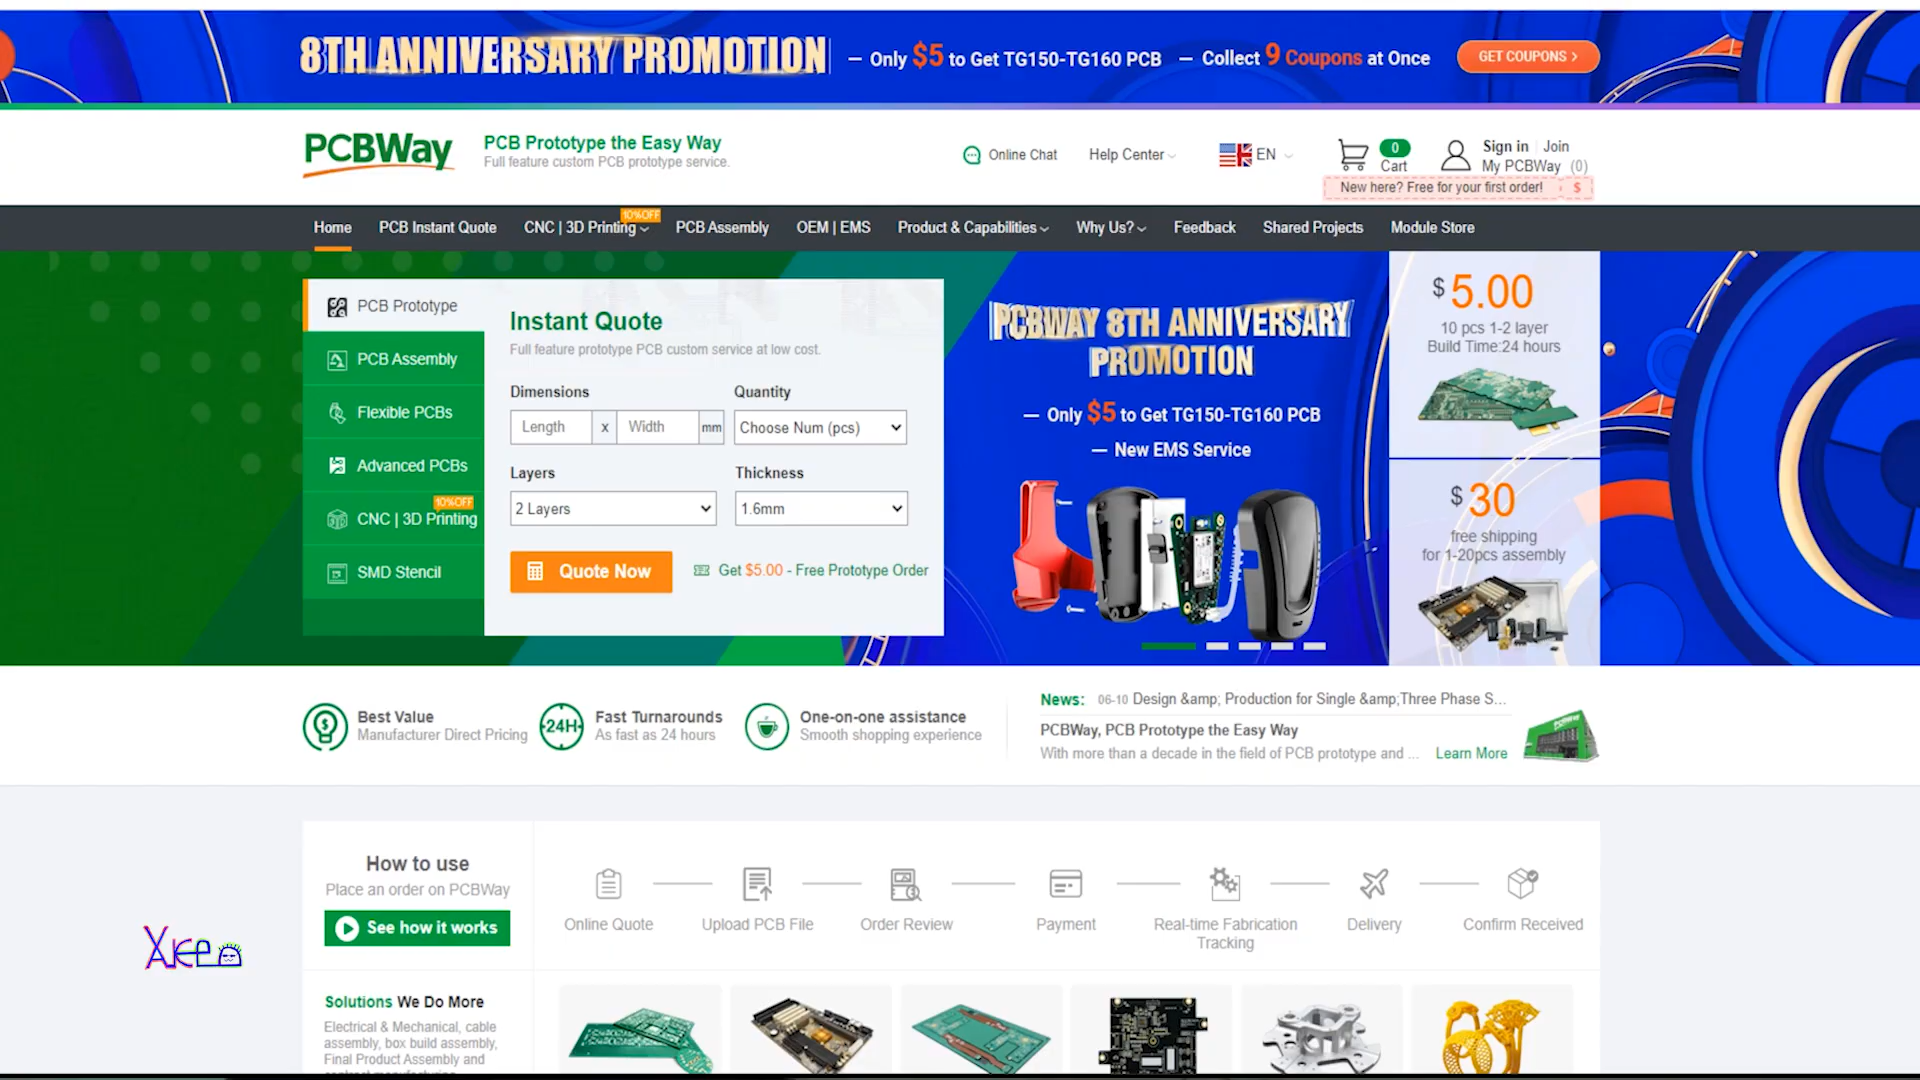 8TH ANNIVERSARY PROMOTION
— Only $5 to Get TG150-TG160 PCB — Collect 9 Coupons at Once
GET COUPONS >
PCBWay
PCB Prototype the Easy Way
Full feature custom PCB prototype service.
Online Chat
Help Center
EN
0
Cart
Sign in
Join
My PCBWay (0)
New here? Free for your first order! $
Home
PCB Instant Quote
CNC | 3D Printing
10%OFF
PCB Assembly
OEM | EMS
Product & Capabilities
Why Us?
Feedback
Shared Projects
Module Store
PCB Prototype
PCB Assembly
Flexible PCBs
Advanced PCBs
10%OFF
CNC | 3D Printing
SMD Stencil
Instant Quote
Full feature prototype PCB custom service at low cost.
Dimensions
Quantity
Length x Width mm
Choose Num (pcs)
Layers
Thickness
2 Layers
1.6mm
Quote Now
Get $5.00 - Free Prototype Order
PCBWAY 8TH ANNIVERSARY
PROMOTION
— Only $5 to Get TG150-TG160 PCB
— New EMS Service
$ 5.00
10 pcs 1-2 layer
Build Time:24 hours
$ 30
free shipping
for 1-20pcs assembly
Best Value
Manufacturer Direct Pricing
24H
Fast Turnarounds
As fast as 24 hours
One-on-one assistance
Smooth shopping experience
News: 06-10 Design &amp; Production for Single &amp;Three Phase S...
PCBWay, PCB Prototype the Easy Way
With more than a decade in the field of PCB prototype and ... Learn More
How to use
Place an order on PCBWay
See how it works
Online Quote
Upload PCB File
Order Review
Payment
Real-time Fabrication
Tracking
Delivery
Confirm Received
Solutions We Do More
Electrical & Mechanical, cable
assembly, box build assembly,
Final Product Assembly and